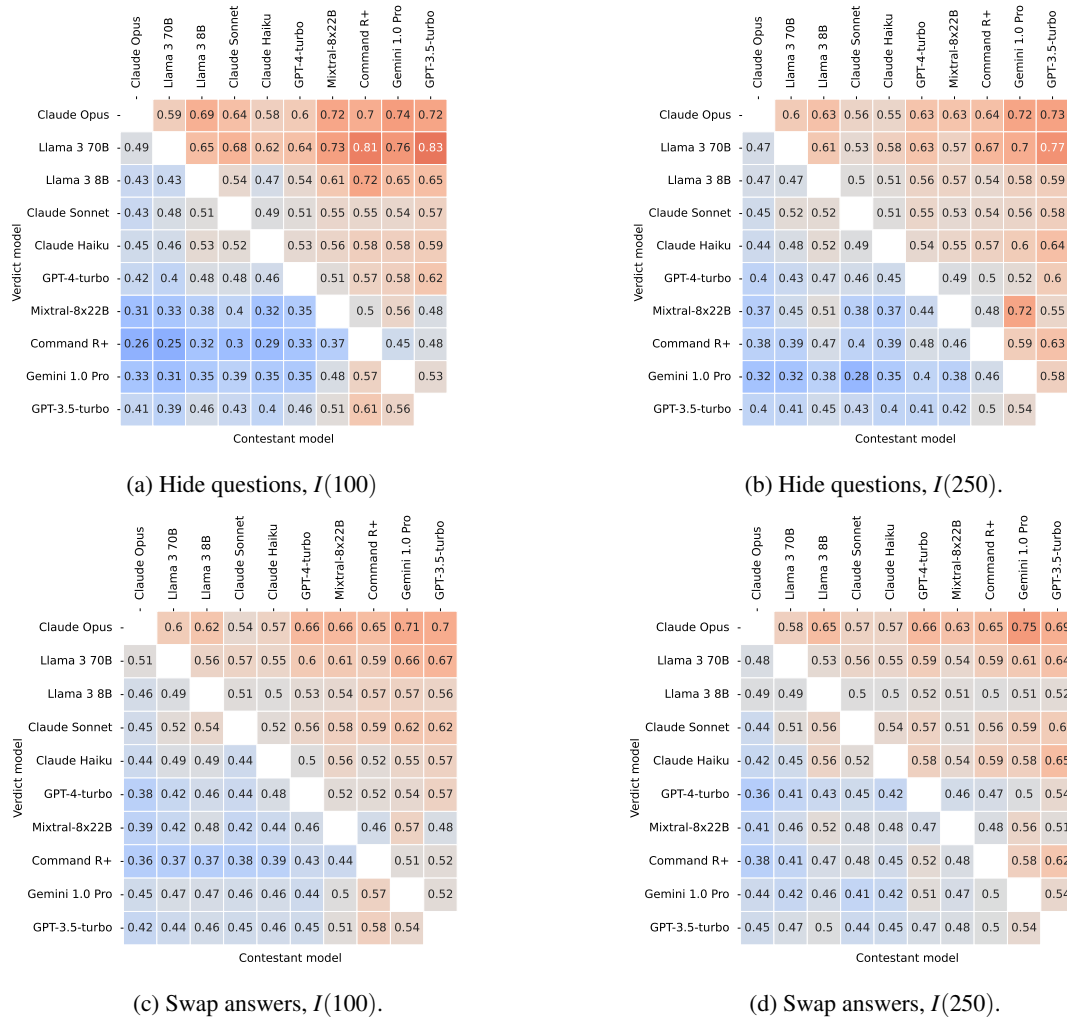 Claude Opus
Llama 3 70B
Llama 3 8B
Claude Sonnet
Claude Haiku
GPT-4-turbo
Mixtral-8x22B
Command R+
Gemini 1.0 Pro
GPT-3.5-turbo
Verdict model
Claude Opus 0.59 0.69 0.64 0.58 0.6 0.72 0.7 0.74 0.72
Llama 3 70B 0.49 0.65 0.68 0.62 0.64 0.73 0.81 0.76 0.83
Llama 3 8B 0.43 0.43 0.54 0.47 0.54 0.61 0.72 0.65 0.65
Claude Sonnet 0.43 0.48 0.51 0.49 0.51 0.55 0.55 0.54 0.57
Claude Haiku 0.45 0.46 0.53 0.52 0.53 0.56 0.58 0.58 0.59
GPT-4-turbo 0.42 0.4 0.48 0.48 0.46 0.51 0.57 0.58 0.62
Mixtral-8x22B 0.31 0.33 0.38 0.4 0.32 0.35 0.5 0.56 0.48
Command R+ 0.26 0.25 0.32 0.3 0.29 0.33 0.37 0.45 0.48
Gemini 1.0 Pro 0.33 0.31 0.35 0.39 0.35 0.35 0.48 0.57 0.53
GPT-3.5-turbo 0.41 0.39 0.46 0.43 0.4 0.46 0.51 0.61 0.56
Contestant model
(a) Hide questions, I(100)
Claude Opus
Llama 3 70B
Llama 3 8B
Claude Sonnet
Claude Haiku
GPT-4-turbo
Mixtral-8x22B
Command R+
Gemini 1.0 Pro
GPT-3.5-turbo
Verdict model
Claude Opus 0.6 0.63 0.56 0.55 0.63 0.63 0.64 0.72 0.73
Llama 3 70B 0.47 0.61 0.53 0.58 0.63 0.57 0.67 0.7 0.77
Llama 3 8B 0.47 0.47 0.5 0.51 0.56 0.57 0.54 0.58 0.59
Claude Sonnet 0.45 0.52 0.52 0.51 0.55 0.53 0.54 0.56 0.58
Claude Haiku 0.44 0.48 0.52 0.49 0.54 0.55 0.57 0.6 0.64
GPT-4-turbo 0.4 0.43 0.47 0.46 0.45 0.49 0.5 0.52 0.6
Mixtral-8x22B 0.37 0.45 0.51 0.38 0.37 0.44 0.48 0.72 0.55
Command R+ 0.38 0.39 0.47 0.4 0.39 0.48 0.46 0.59 0.63
Gemini 1.0 Pro 0.32 0.32 0.38 0.28 0.35 0.4 0.38 0.46 0.58
GPT-3.5-turbo 0.4 0.41 0.45 0.43 0.4 0.41 0.42 0.5 0.54
Contestant model
(b) Hide questions, I(250).
Claude Opus
Llama 3 70B
Llama 3 8B
Claude Sonnet
Claude Haiku
GPT-4-turbo
Mixtral-8x22B
Command R+
Gemini 1.0 Pro
GPT-3.5-turbo
Verdict model
Claude Opus 0.6 0.62 0.54 0.57 0.66 0.66 0.65 0.71 0.7
Llama 3 70B 0.51 0.56 0.57 0.55 0.6 0.61 0.59 0.66 0.67
Llama 3 8B 0.46 0.49 0.51 0.5 0.53 0.54 0.57 0.57 0.56
Claude Sonnet 0.45 0.52 0.54 0.52 0.56 0.58 0.59 0.62 0.62
Claude Haiku 0.44 0.49 0.49 0.44 0.5 0.56 0.52 0.55 0.57
GPT-4-turbo 0.38 0.42 0.46 0.44 0.48 0.52 0.52 0.54 0.57
Mixtral-8x22B 0.39 0.42 0.48 0.42 0.44 0.46 0.46 0.57 0.48
Command R+ 0.36 0.37 0.37 0.38 0.39 0.43 0.44 0.51 0.52
Gemini 1.0 Pro 0.45 0.47 0.47 0.46 0.46 0.44 0.5 0.57 0.52
GPT-3.5-turbo 0.42 0.44 0.46 0.45 0.46 0.45 0.51 0.58 0.54
Contestant model
(c) Swap answers, I(100).
Claude Opus
Llama 3 70B
Llama 3 8B
Claude Sonnet
Claude Haiku
GPT-4-turbo
Mixtral-8x22B
Command R+
Gemini 1.0 Pro
GPT-3.5-turbo
Verdict model
Claude Opus 0.58 0.65 0.57 0.57 0.66 0.63 0.65 0.75 0.69
Llama 3 70B 0.48 0.53 0.56 0.55 0.59 0.54 0.59 0.61 0.64
Llama 3 8B 0.49 0.49 0.5 0.5 0.52 0.51 0.5 0.51 0.52
Claude Sonnet 0.44 0.51 0.56 0.54 0.57 0.51 0.56 0.59 0.6
Claude Haiku 0.42 0.45 0.56 0.52 0.58 0.54 0.59 0.58 0.65
GPT-4-turbo 0.36 0.41 0.43 0.45 0.42 0.46 0.47 0.5 0.54
Mixtral-8x22B 0.41 0.46 0.52 0.48 0.48 0.47 0.48 0.56 0.51
Command R+ 0.38 0.41 0.47 0.48 0.45 0.52 0.48 0.58 0.62
Gemini 1.0 Pro 0.44 0.42 0.46 0.41 0.42 0.51 0.47 0.5 0.54
GPT-3.5-turbo 0.45 0.47 0.5 0.44 0.45 0.47 0.48 0.5 0.54
Contestant model
(d) Swap answers, I(250).